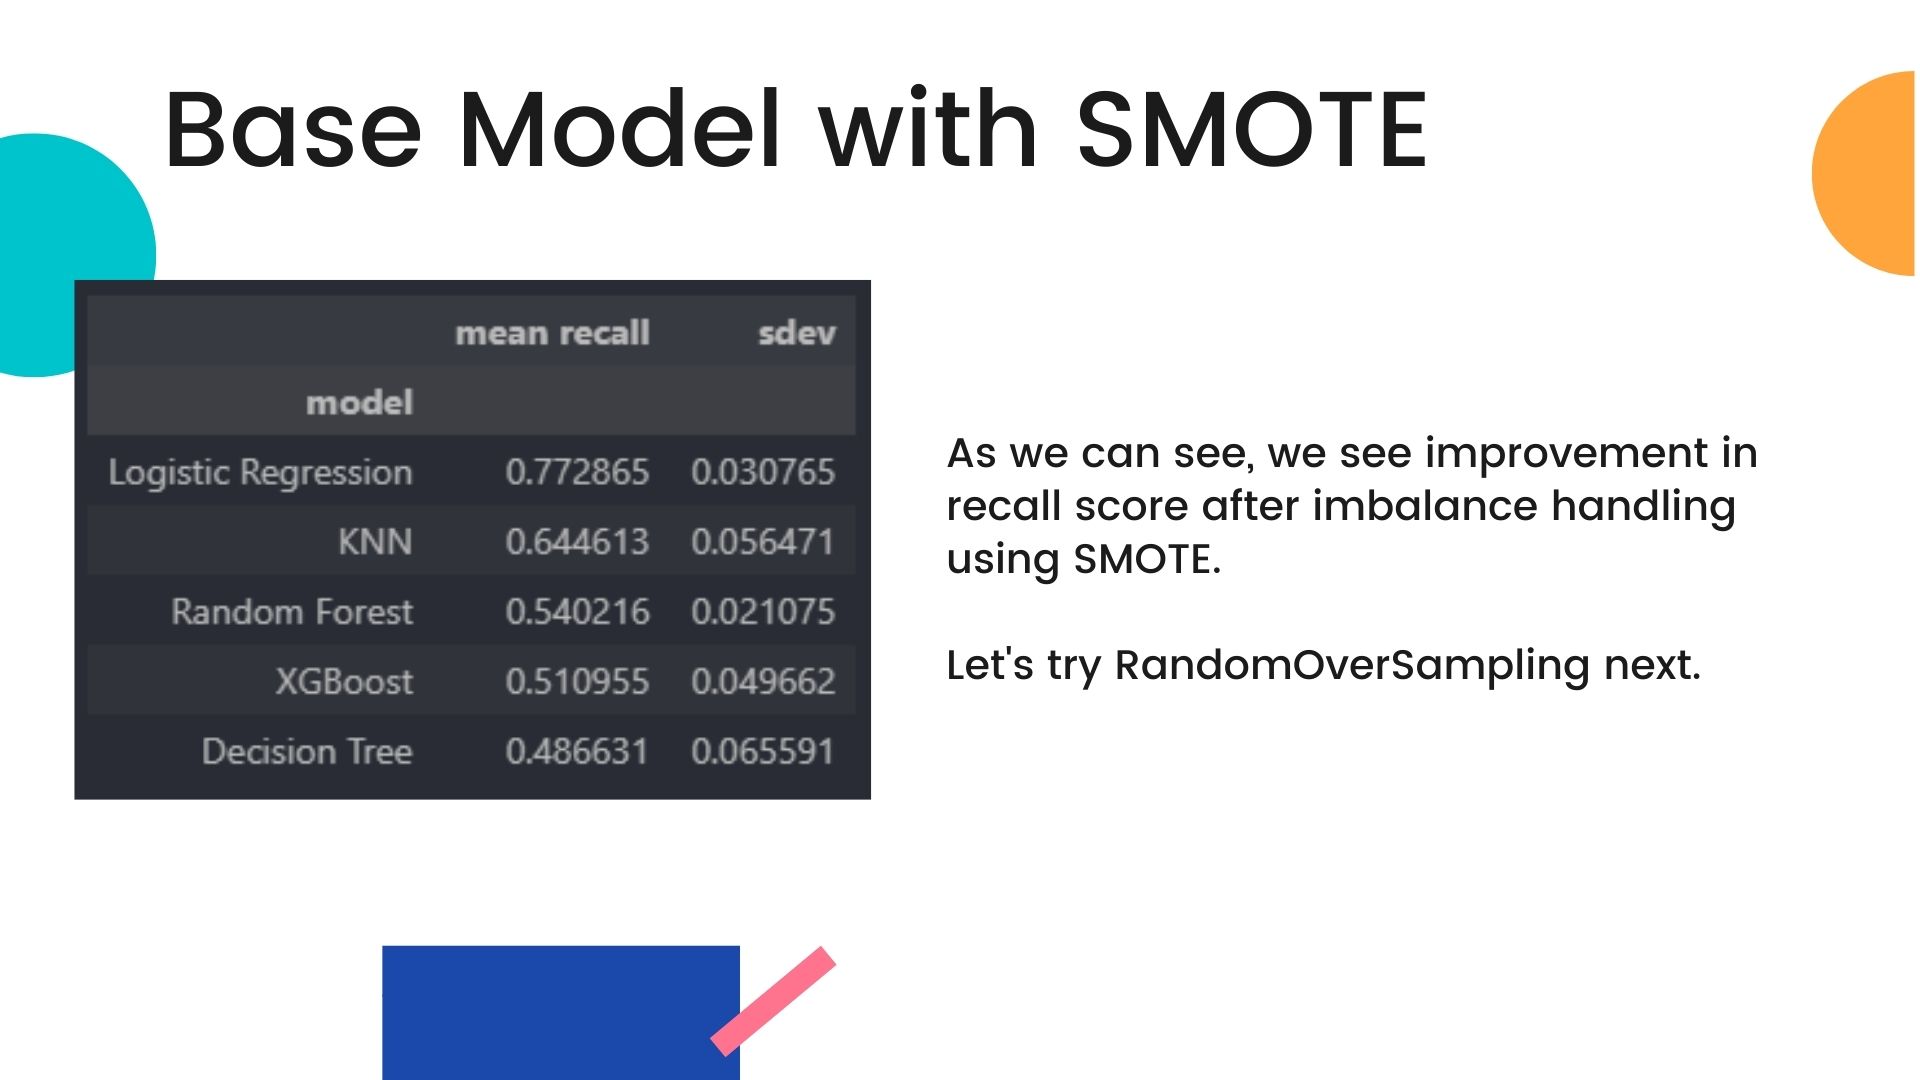 Base Model with SMOTE
mean recall sdev
model
Logistic Regression 0.772865 0.030765
KNN 0.644613 0.056471
Random Forest 0.540216 0.021075
XGBoost 0.510955 0.049662
Decision Tree 0.486631 0.065591
As we can see, we see improvement in
recall score after imbalance handling
using SMOTE.
Let's try RandomOverSampling next.